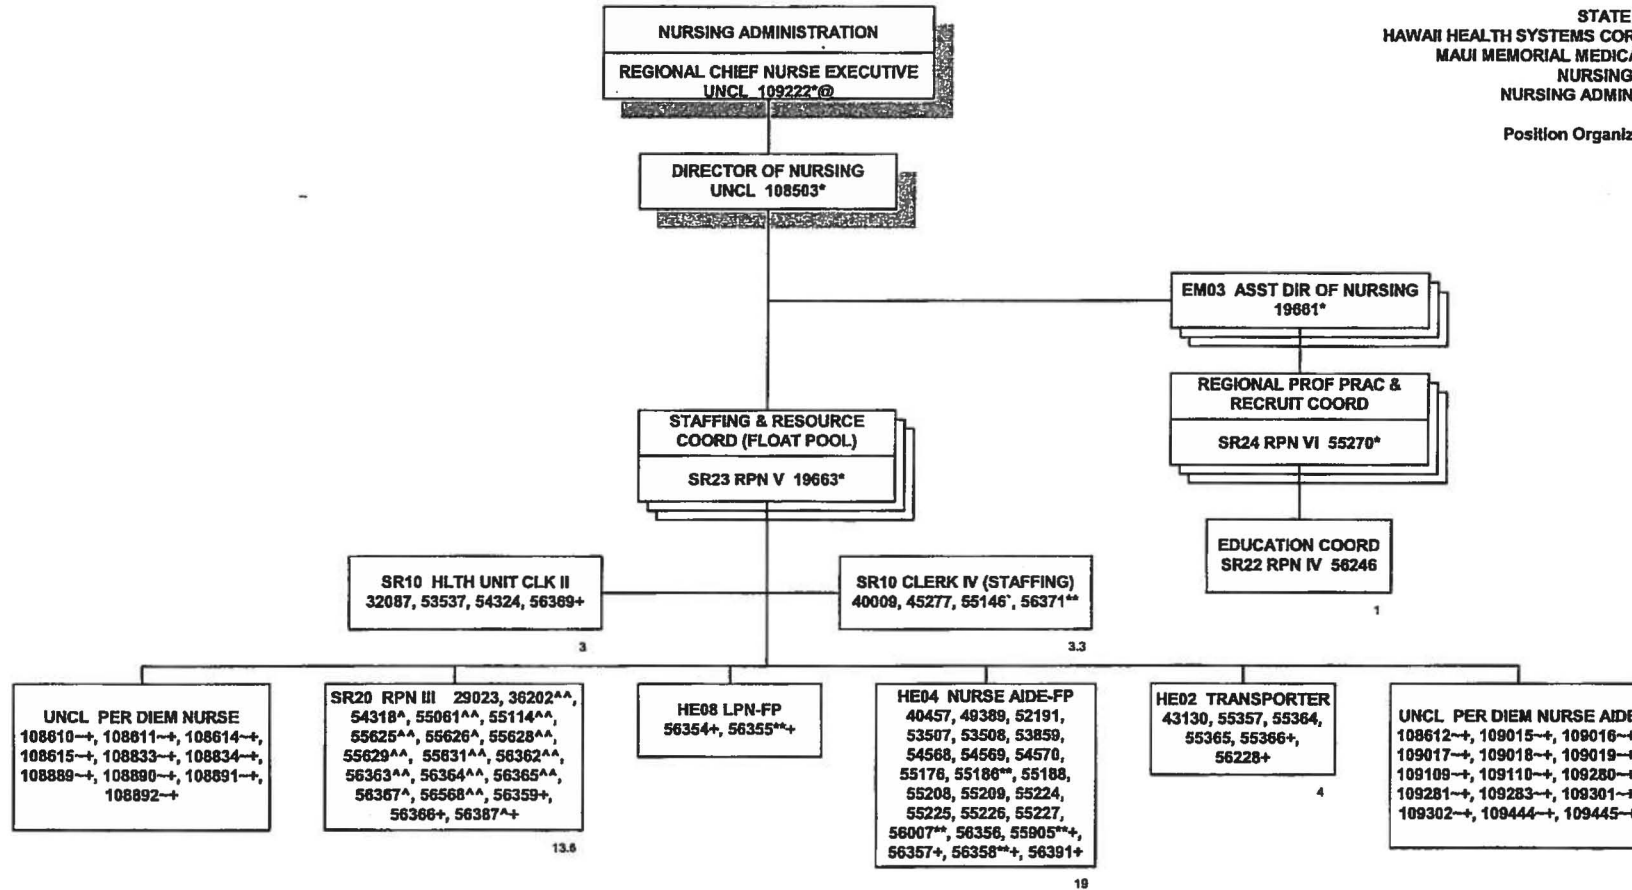 STATE
HAWAII HEALTH SYSTEMS COR
MAUI MEMORIAL MEDICA
NURSING
NURSING ADMIN
Position Organiz
NURSING ADMINISTRATION
REGIONAL CHIEF NURSE EXECUTIVE
UNCL 109222*@
DIRECTOR OF NURSING
UNCL 108503*
EM03 ASST DIR OF NURSING
19661*
REGIONAL PROF PRAC &
RECRUIT COORD
SR24 RPN VI 55270*
STAFFING & RESOURCE
COORD (FLOAT POOL)
SR23 RPN V 19663*
EDUCATION COORD
SR22 RPN IV 56246
1
SR10 HLTH UNIT CLK II
32087, 53537, 54324, 56369+
3
SR10 CLERK IV (STAFFING)
40009, 45277, 55146`, 56371**
3.3
UNCL PER DIEM NURSE
108610~+, 108611~+, 108614~+,
108615~+, 108833~+, 108834~+,
108889~+, 108890~+, 108891~+,
108892~+
SR20 RPN III 29023, 36202^^,
54318^, 55061^^, 55114^^,
55625^^, 55626^, 55628^^,
55629^^, 55631^^, 56362^^,
56363^^, 56364^^, 56365^^,
56367^, 56568^^, 56359+,
56366+, 56387^+
13.6
HE08 LPN-FP
56354+, 56355**+
HE04 NURSE AIDE-FP
40457, 49389, 52191,
53507, 53508, 53859,
54568, 54569, 54570,
55176, 55186**, 55188,
55208, 55209, 55224,
55225, 55226, 55227,
56007**, 56356, 55905**+,
56357+, 56358**+, 56391+
19
HE02 TRANSPORTER
43130, 55357, 55364,
55365, 55366+,
56228+
4
UNCL PER DIEM NURSE AIDE
108612~+, 109015~+, 109016~+
109017~+, 109018~+, 109019~+
109109~+, 109110~+, 109280~+
109281~+, 109283~+, 109301~+
109302~+, 109444~+, 109445~+